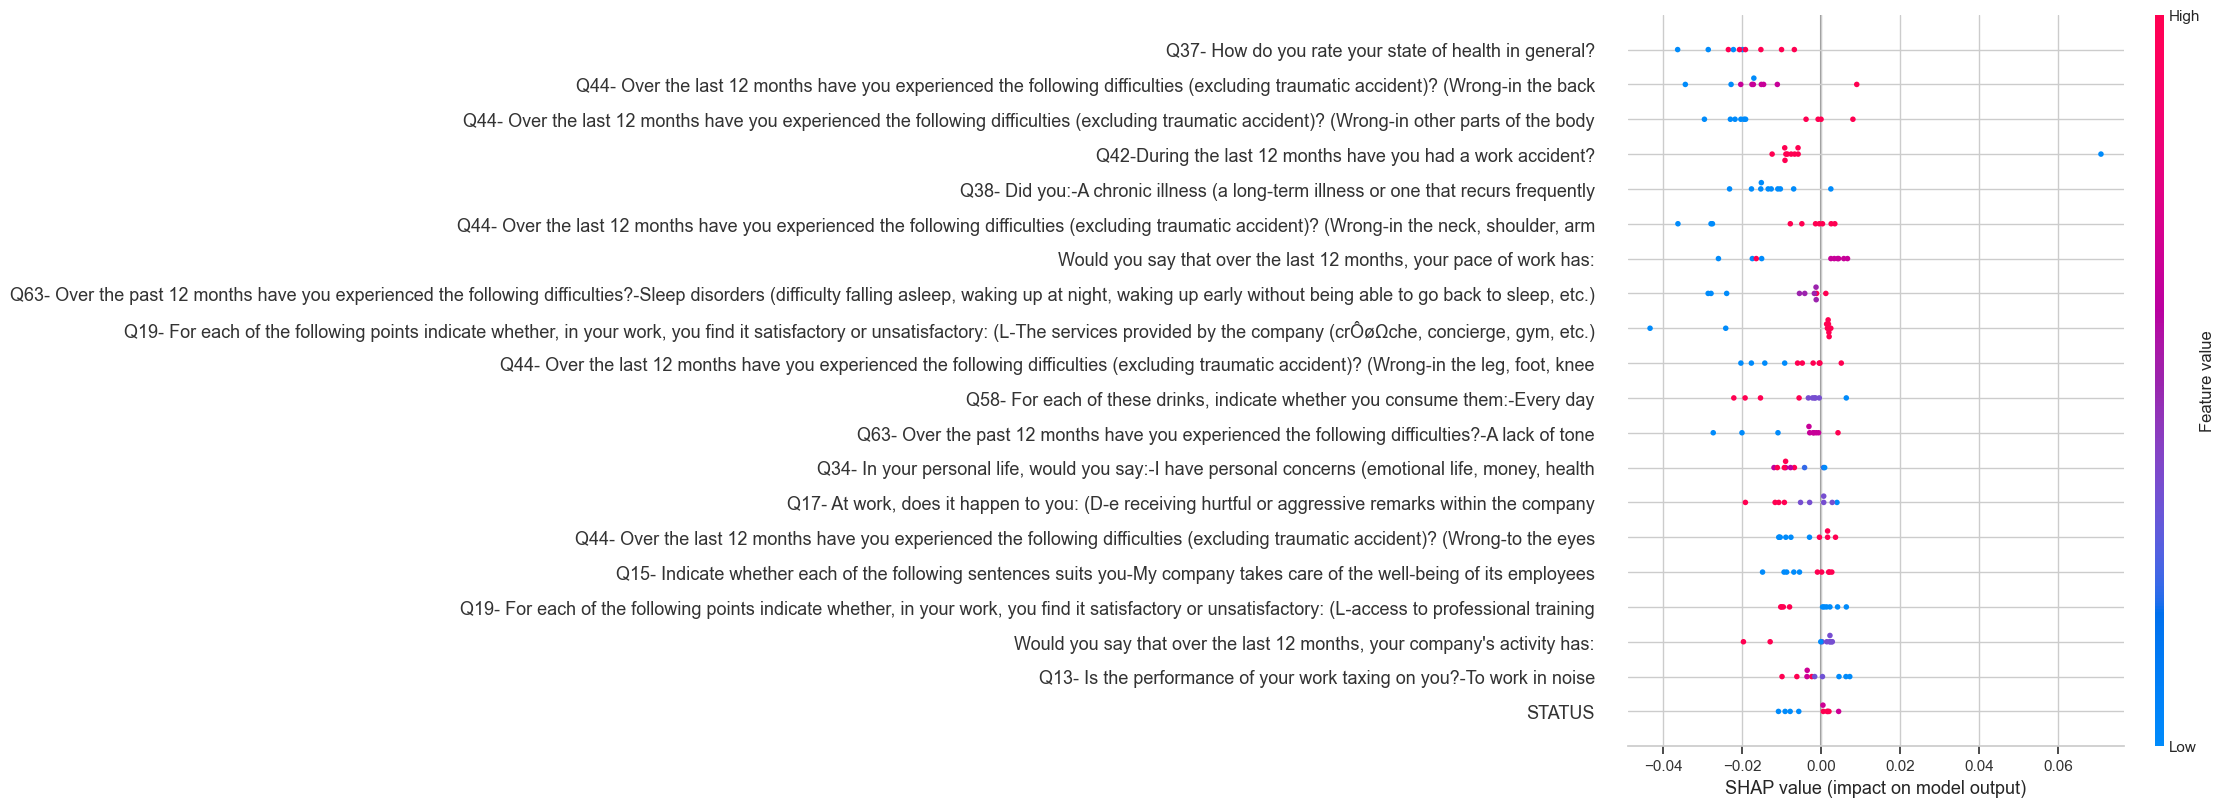 High
Q37- How do you rate your state of health in general?
Q44- Over the last 12 months have you experienced the following difficulties (excluding traumatic accident)? (Wrong-in the back
Q44- Over the last 12 months have you experienced the following difficulties (excluding traumatic accident)? (Wrong-in other parts of the body
Q42-During the last 12 months have you had a work accident?
Q38- Did you:-A chronic illness (a long-term illness or one that recurs frequently
Q44- Over the last 12 months have you experienced the following difficulties (excluding traumatic accident)? (Wrong-in the neck, shoulder, arm
Would you say that over the last 12 months, your pace of work has:
Q63- Over the past 12 months have you experienced the following difficulties?-Sleep disorders (difficulty falling asleep, waking up at night, waking up early without being able to go back to sleep, etc.)
Q19- For each of the following points indicate whether, in your work, you find it satisfactory or unsatisfactory: (L-The services provided by the company (crÔøΩche, concierge, gym, etc.)
Q44- Over the last 12 months have you experienced the following difficulties (excluding traumatic accident)? (Wrong-in the leg, foot, knee
Q58- For each of these drinks, indicate whether you consume them:-Every day
Q63- Over the past 12 months have you experienced the following difficulties?-A lack of tone
Q34- In your personal life, would you say:-I have personal concerns (emotional life, money, health
Q17- At work, does it happen to you: (D-e receiving hurtful or aggressive remarks within the company
Q44- Over the last 12 months have you experienced the following difficulties (excluding traumatic accident)? (Wrong-to the eyes
Q15- Indicate whether each of the following sentences suits you-My company takes care of the well-being of its employees
Q19- For each of the following points indicate whether, in your work, you find it satisfactory or unsatisfactory: (L-access to professional training
Would you say that over the last 12 months, your company's activity has:
Q13- Is the performance of your work taxing on you?-To work in noise
STATUS
Feature value
Low
−0.04 −0.02 0.00 0.02 0.04 0.06
SHAP value (impact on model output)